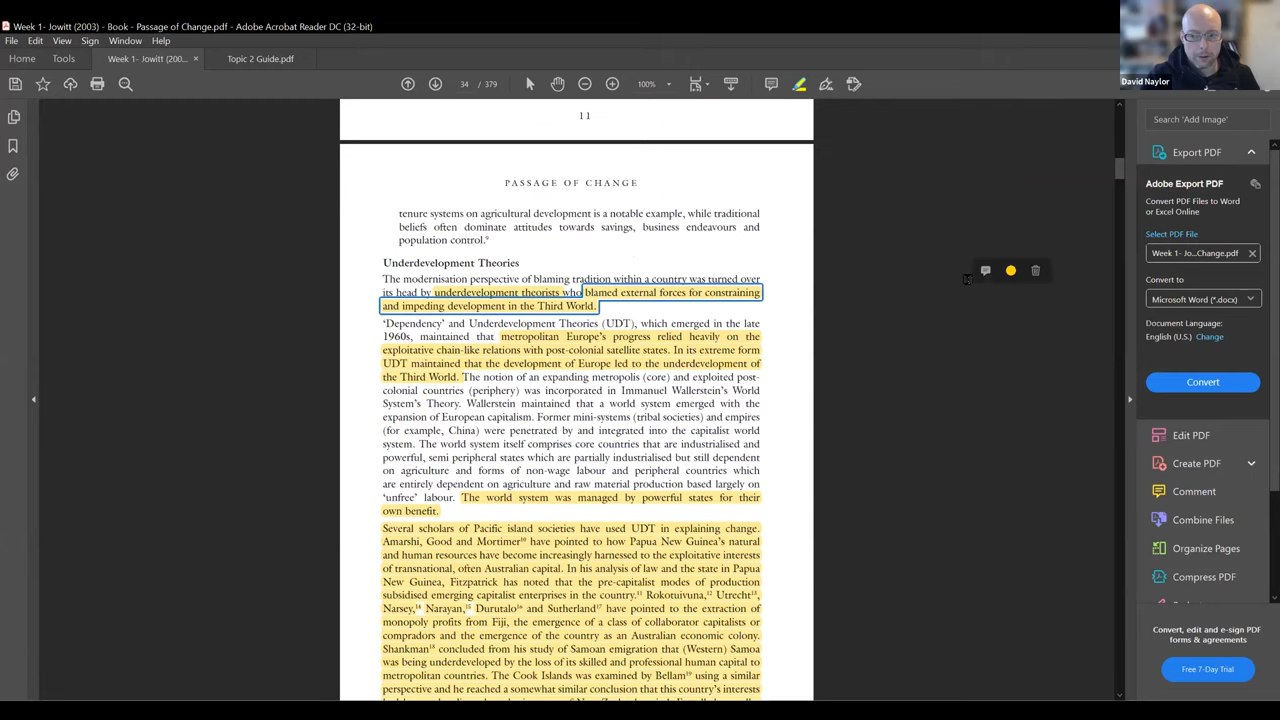 Week 1- Jowitt (2003) - Book - Passage of Change.pdf - Adobe Acrobat Reader DC (32-bit)
File Edit View Sign Window Help
Home Tools Week 1- Jowitt (200... × Topic 2 Guide.pdf
34 / 379 100%
David Naylor
11
PASSAGE OF CHANGE
tenure systems on agricultural development is a notable example, while traditional
beliefs often dominate attitudes towards savings, business endeavours and
population control.⁹
Underdevelopment Theories
The modernisation perspective of blaming tradition within a country was turned over
its head by underdevelopment theorists who blamed external forces for constraining
and impeding development in the Third World.
‘Dependency’ and Underdevelopment Theories (UDT), which emerged in the late
1960s, maintained that metropolitan Europe’s progress relied heavily on the
exploitative chain-like relations with post-colonial satellite states. In its extreme form
UDT maintained that the development of Europe led to the underdevelopment of
the Third World. The notion of an expanding metropolis (core) and exploited post-
colonial countries (periphery) was incorporated in Immanuel Wallerstein’s World
System’s Theory. Wallerstein maintained that a world system emerged with the
expansion of European capitalism. Former mini-systems (tribal societies) and empires
(for example, China) were penetrated by and integrated into the capitalist world
system. The world system itself comprises core countries that are industrialised and
powerful, semi peripheral states which are partially industrialised but still dependent
on agriculture and forms of non-wage labour and peripheral countries which
are entirely dependent on agriculture and raw material production based largely on
‘unfree’ labour. The world system was managed by powerful states for their
own benefit.
Several scholars of Pacific island societies have used UDT in explaining change.
Amarshi, Good and Mortimer¹⁰ have pointed to how Papua New Guinea’s natural
and human resources have become increasingly harnessed to the exploitative interests
of transnational, often Australian capital. In his analysis of law and the state in Papua
New Guinea, Fitzpatrick has noted that the pre-capitalist modes of production
subsidised emerging capitalist enterprises in the country.¹¹ Rokotuivuna,¹² Utrecht¹³,
Narsey,¹⁴ Narayan,¹⁵ Durutalo¹⁶ and Sutherland¹⁷ have pointed to the extraction of
monopoly profits from Fiji, the emergence of a class of collaborator capitalists or
compradors and the emergence of the country as an Australian economic colony.
Shankman¹⁸ concluded from his study of Samoan emigration that (Western) Samoa
was being underdeveloped by the loss of its skilled and professional human capital to
metropolitan countries. The Cook Islands was examined by Bellam¹⁹ using a similar
perspective and he reached a somewhat similar conclusion that this country’s interests
Search 'Add Image'
Export PDF
Adobe Export PDF
Convert PDF Files to Word
or Excel Online
Select PDF File
Week 1- Jo...Change.pdf ×
Convert to
Microsoft Word (*.docx)
Document Language:
English (U.S.) Change
Convert
Edit PDF
Create PDF
Comment
Combine Files
Organize Pages
Compress PDF
Convert, edit and e-sign PDF
forms & agreements
Free 7-Day Trial